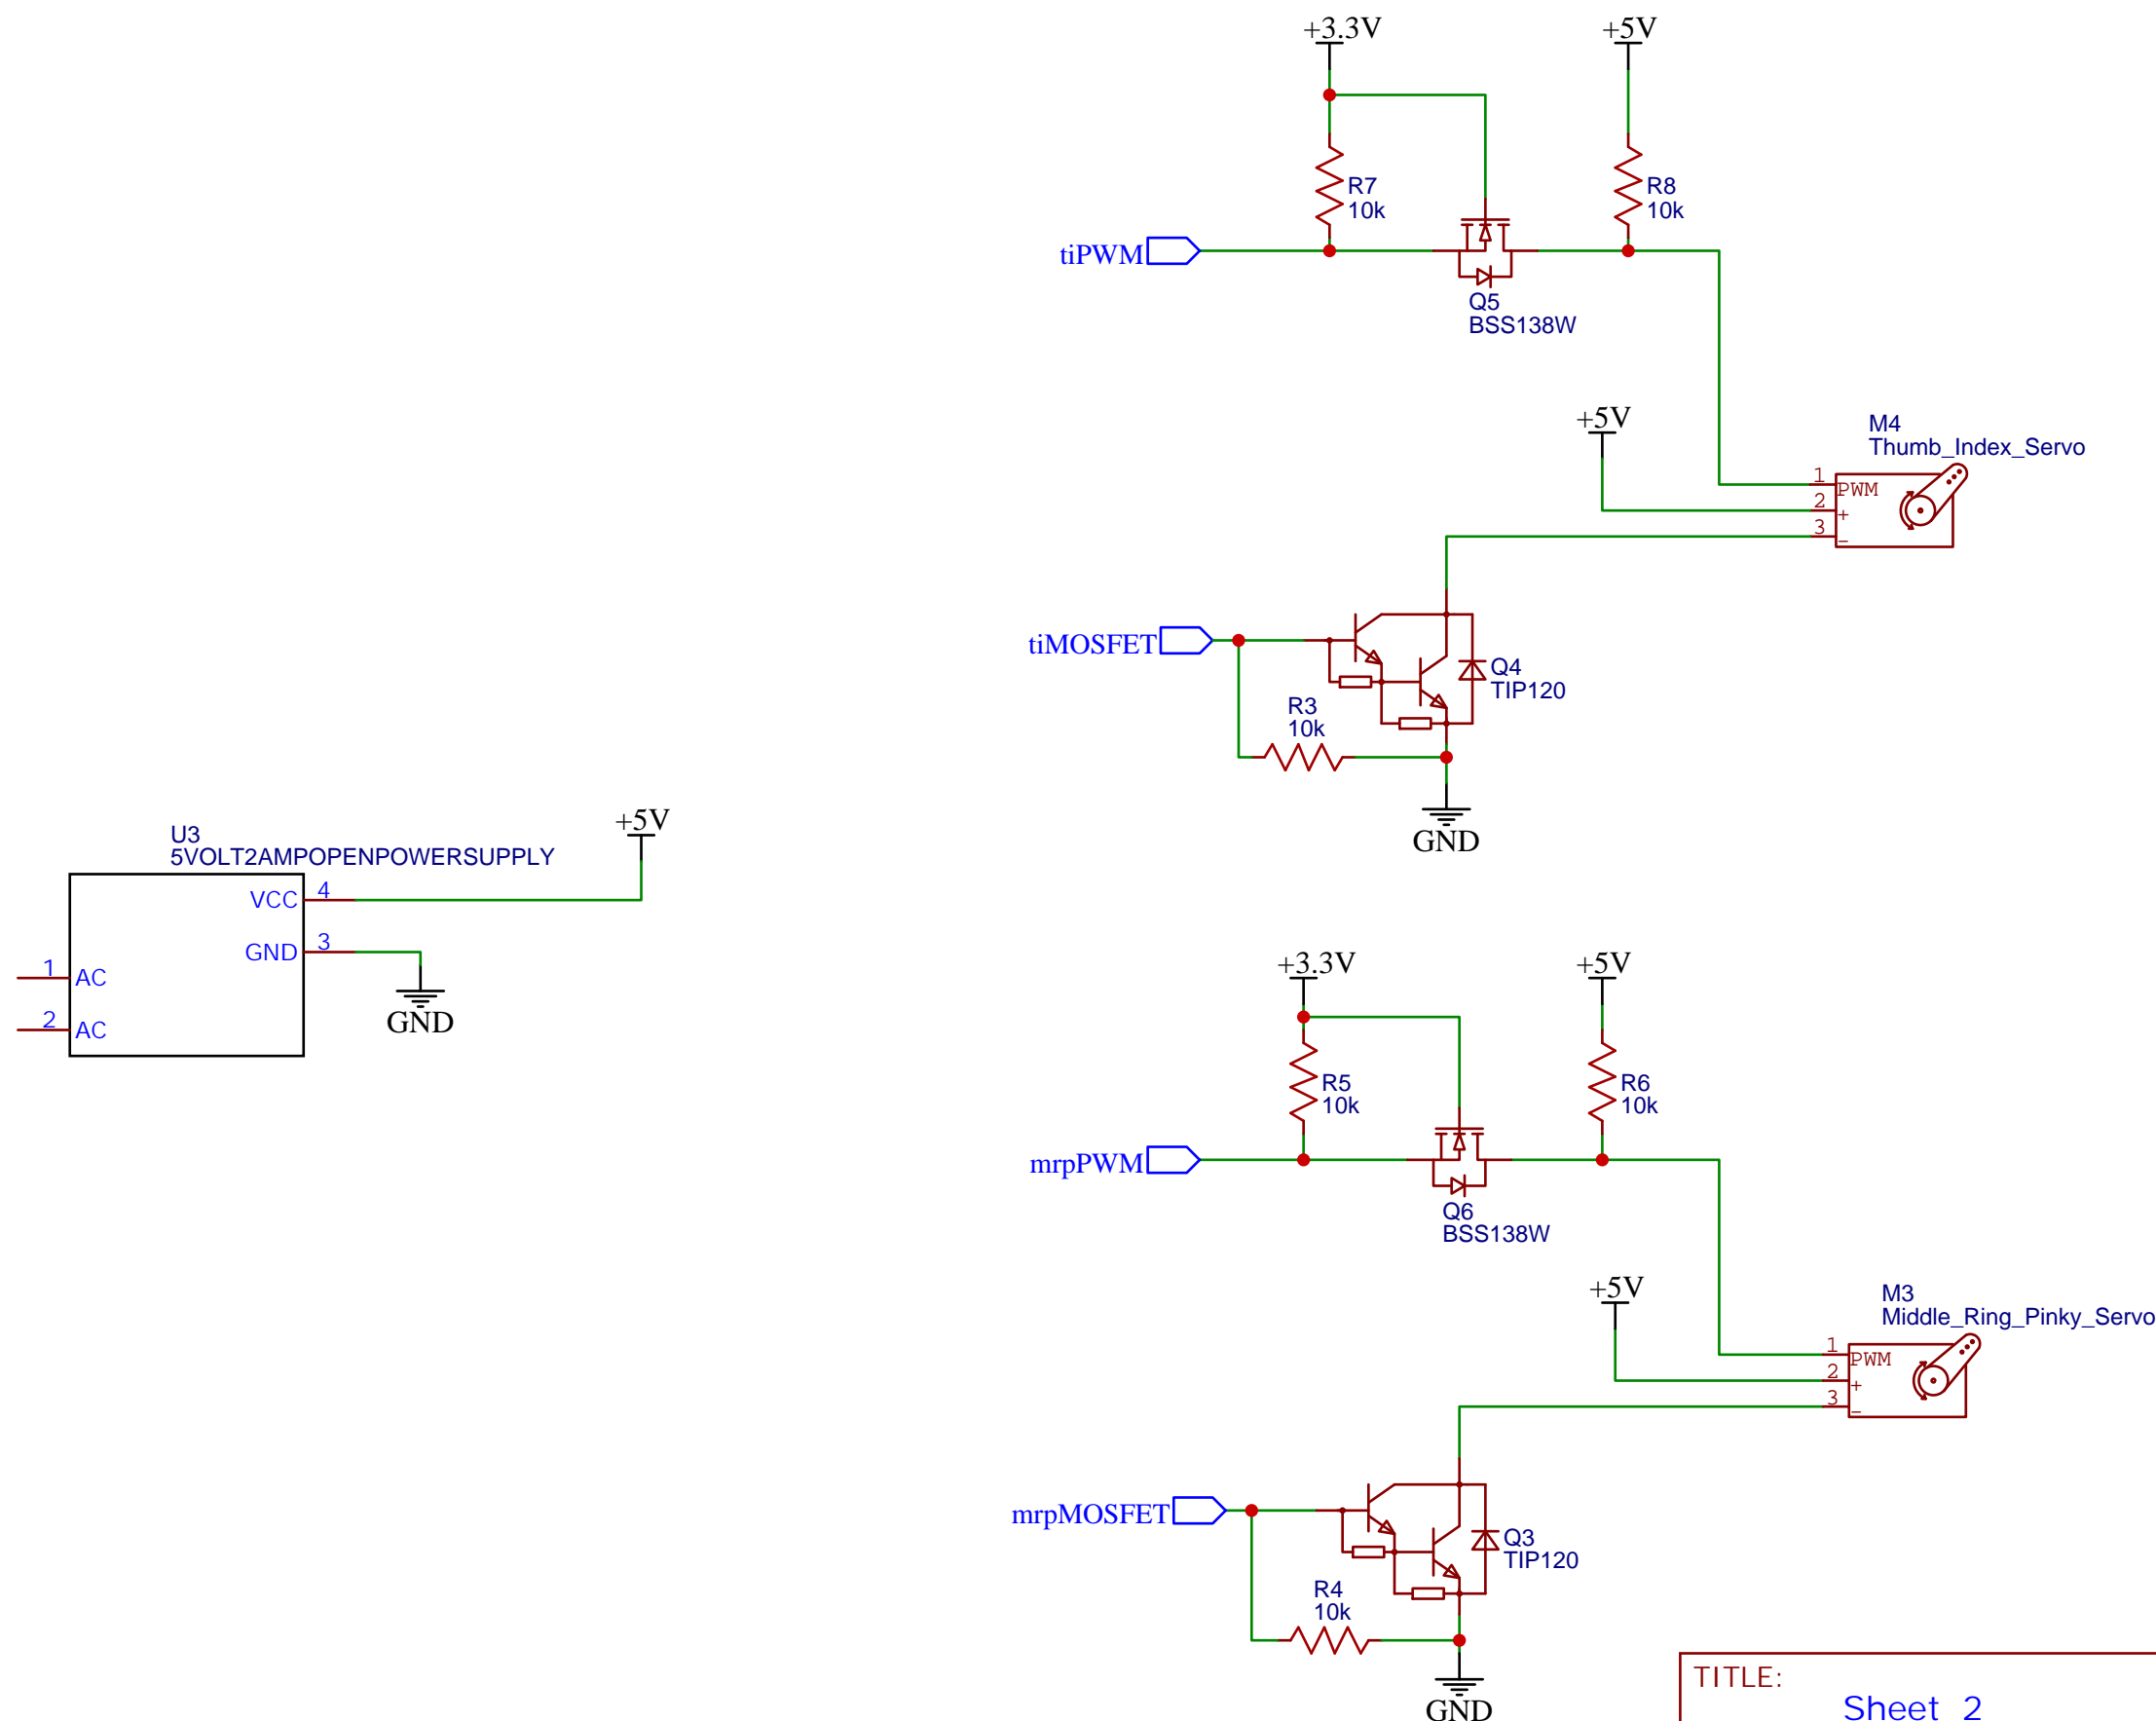 +3.3V
+5V
R7
10k
R8
10k
tiPWM
Q5
BSS138W
+5V
M4
Thumb_Index_Servo
1
PWM
2
+
3
-
tiMOSFET
Q4
TIP120
R3
10k
GND
U3
5VOLT2AMPOPENPOWERSUPPLY
+5V
VCC
4
GND
3
1
AC
2
AC
GND
+3.3V
+5V
R5
10k
R6
10k
mrpPWM
Q6
BSS138W
+5V
M3
Middle_Ring_Pinky_Servo
1
PWM
2
+
3
-
mrpMOSFET
Q3
TIP120
R4
10k
GND
TITLE:
Sheet 2